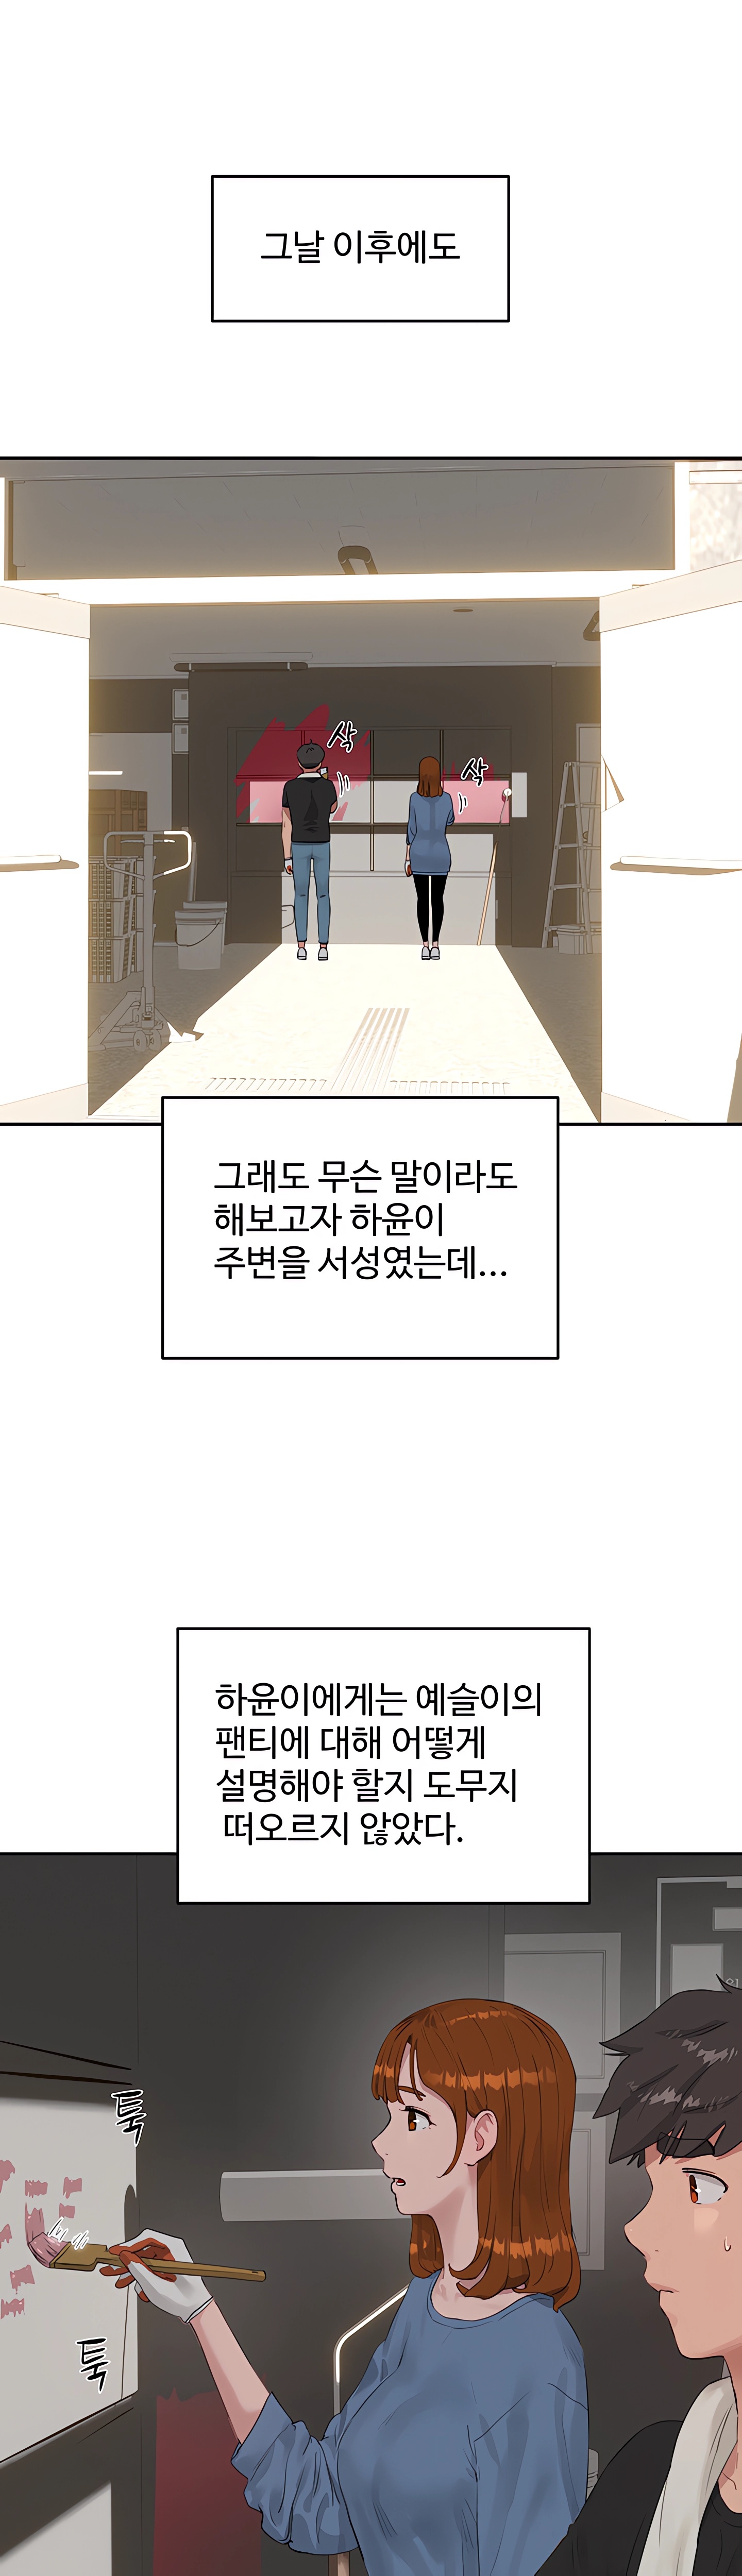 그날 이후에도
삭
삭
그래도 무슨 말이라도
해보고자 하윤이
주변을 서성였는데...
하윤이에게는 예슬이의
팬티에 대해 어떻게
설명해야 할지 도무지
떠오르지 않았다.
툭
툭